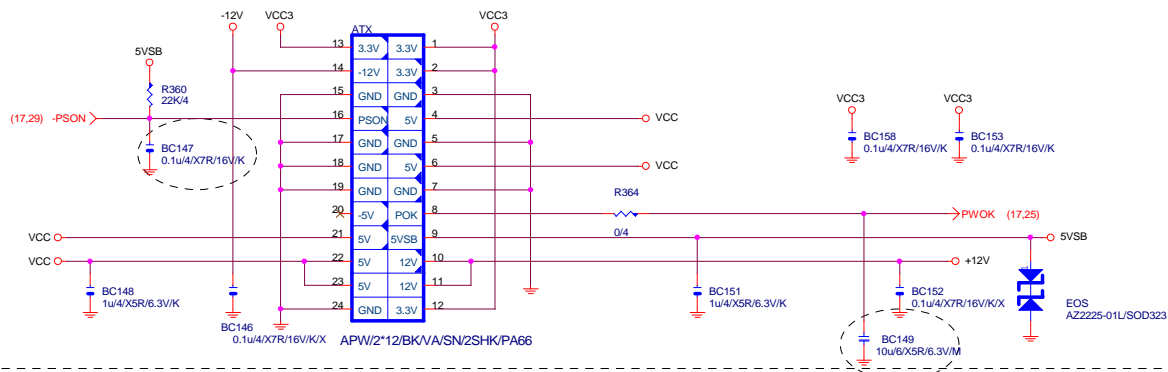 -12V VCC3 VCC3
ATX
5VSB
R360
22K/4
(17,29) -PSON
BC147
0.1u/4/X7R/16V/K
13 3.3V 3.3V 1
14 -12V 3.3V 2
15 GND GND 3
16 PSON 5V 4 VCC
17 GND GND 5
18 GND 5V 6 VCC
19 GND GND 7
20 -5V POK 8
21 5V 5VSB 9
22 5V 12V 10
23 5V 12V 11
24 GND 3.3V 12
VCC3 VCC3
BC158
0.1u/4/X7R/16V/K
BC153
0.1u/4/X7R/16V/K
R364
0/4
PWOK (17,25)
5VSB
+12V
VCC
VCC
BC148
1u/4/X5R/6.3V/K
BC146
0.1u/4/X7R/16V/K/X
APW/2*12/BK/VA/SN/2SHK/PA66
BC151
1u/4/X5R/6.3V/K
BC152
0.1u/4/X7R/16V/K/X
EOS
AZ2225-01L/SOD323
BC149
10u/6/X5R/6.3V/M